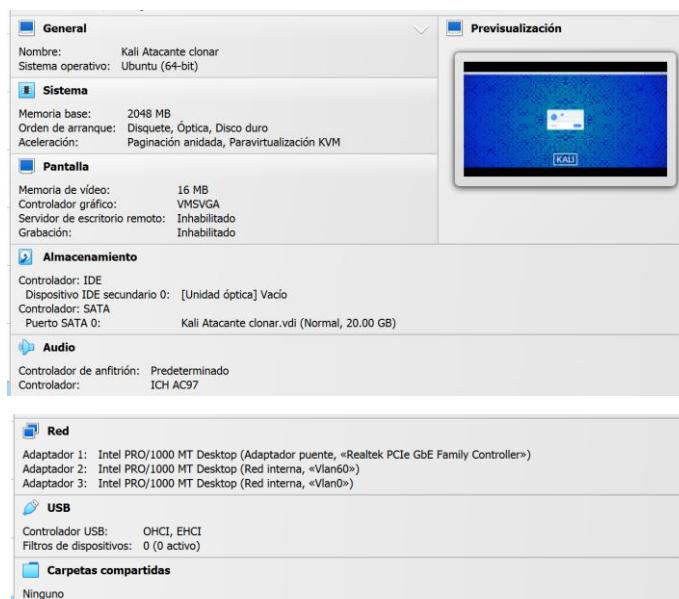 General
Nombre: Kali Atacante clonar
Sistema operativo: Ubuntu (64-bit)
Sistema
Memoria base: 2048 MB
Orden de arranque: Disquete, Óptica, Disco duro
Aceleración: Paginación anidada, Paravirtualización KVM
Pantalla
Memoria de vídeo: 16 MB
Controlador gráfico: VMSVGA
Servidor de escritorio remoto: Inhabilitado
Grabación: Inhabilitado
Previsualización
KALI
Almacenamiento
Controlador: IDE
Dispositivo IDE secundario 0: [Unidad óptica] Vacío
Controlador: SATA
Puerto SATA 0: Kali Atacante clonar.vdi (Normal, 20.00 GB)
Audio
Controlador de anfitrión: Predeterminado
Controlador: ICH AC97
Red
Adaptador 1: Intel PRO/1000 MT Desktop (Adaptador puente, «Realtek PCIe GbE Family Controller»)
Adaptador 2: Intel PRO/1000 MT Desktop (Red interna, «Vlan60»)
Adaptador 3: Intel PRO/1000 MT Desktop (Red interna, «Vlan0»)
USB
Controlador USB: OHCI, EHCI
Filtros de dispositivos: 0 (0 activo)
Carpetas compartidas
Ninguno